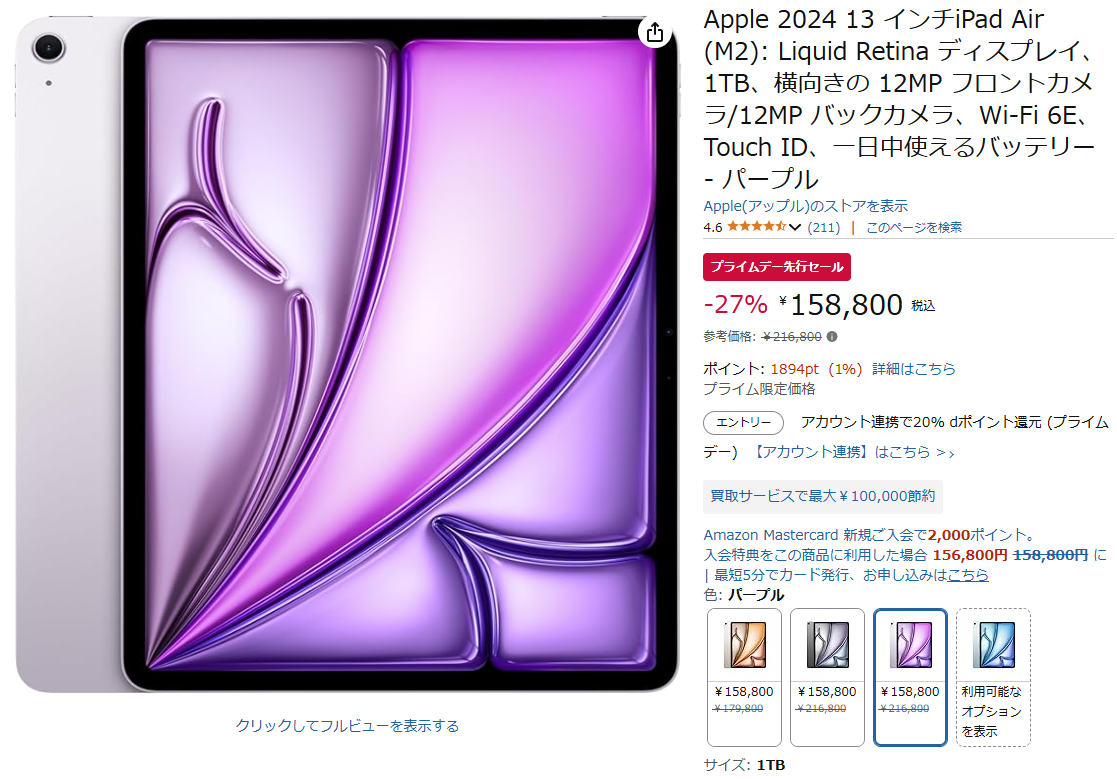 Apple 2024 13 インチiPad Air
(M2): Liquid Retina ディスプレイ、
1TB、横向きの 12MP フロントカメ
ラ/12MP バックカメラ、Wi-Fi 6E、
Touch ID、一日中使えるバッテリー
- パープル
Apple(アップル)のストアを表示
4.6 (211) | このページを検索
プライムデー先行セール
-27% ¥158,800 税込
参考価格: ¥216,800
ポイント: 1894pt (1%) 詳細はこちら
プライム限定価格
エントリー アカウント連携で20% dポイント還元 (プライム
デー) 【アカウント連携】はこちら ＞ ›
買取サービスで最大¥100,000節約
Amazon Mastercard 新規ご入会で2,000ポイント。
入会特典をこの商品に利用した場合 156,800円 158,800円 に
| 最短5分でカード発行、お申し込みはこちら
色: パープル
¥158,800 ¥158,800 ¥158,800 利用可能な
¥179,800 ¥216,800 ¥216,800 オプション
を表示
クリックしてフルビューを表示する
サイズ: 1TB